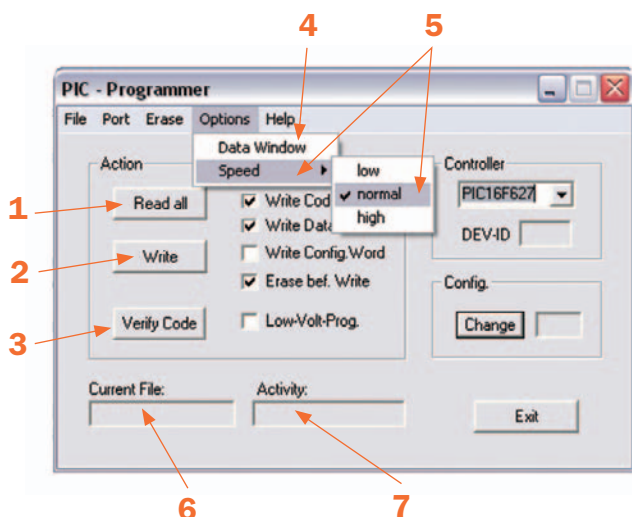 4
5
PIC - Programmer
File Port Erase Options Help
Data Window
Speed
low
normal
high
Action
Read all
Write
Verify Code
Write Cod
Write Data
Write Config.Word
Erase bef. Write
Low-Volt-Prog.
Controller
PIC16F627
DEV-ID
Config.
Change
1
2
3
Current File:
Activity:
Exit
6
7